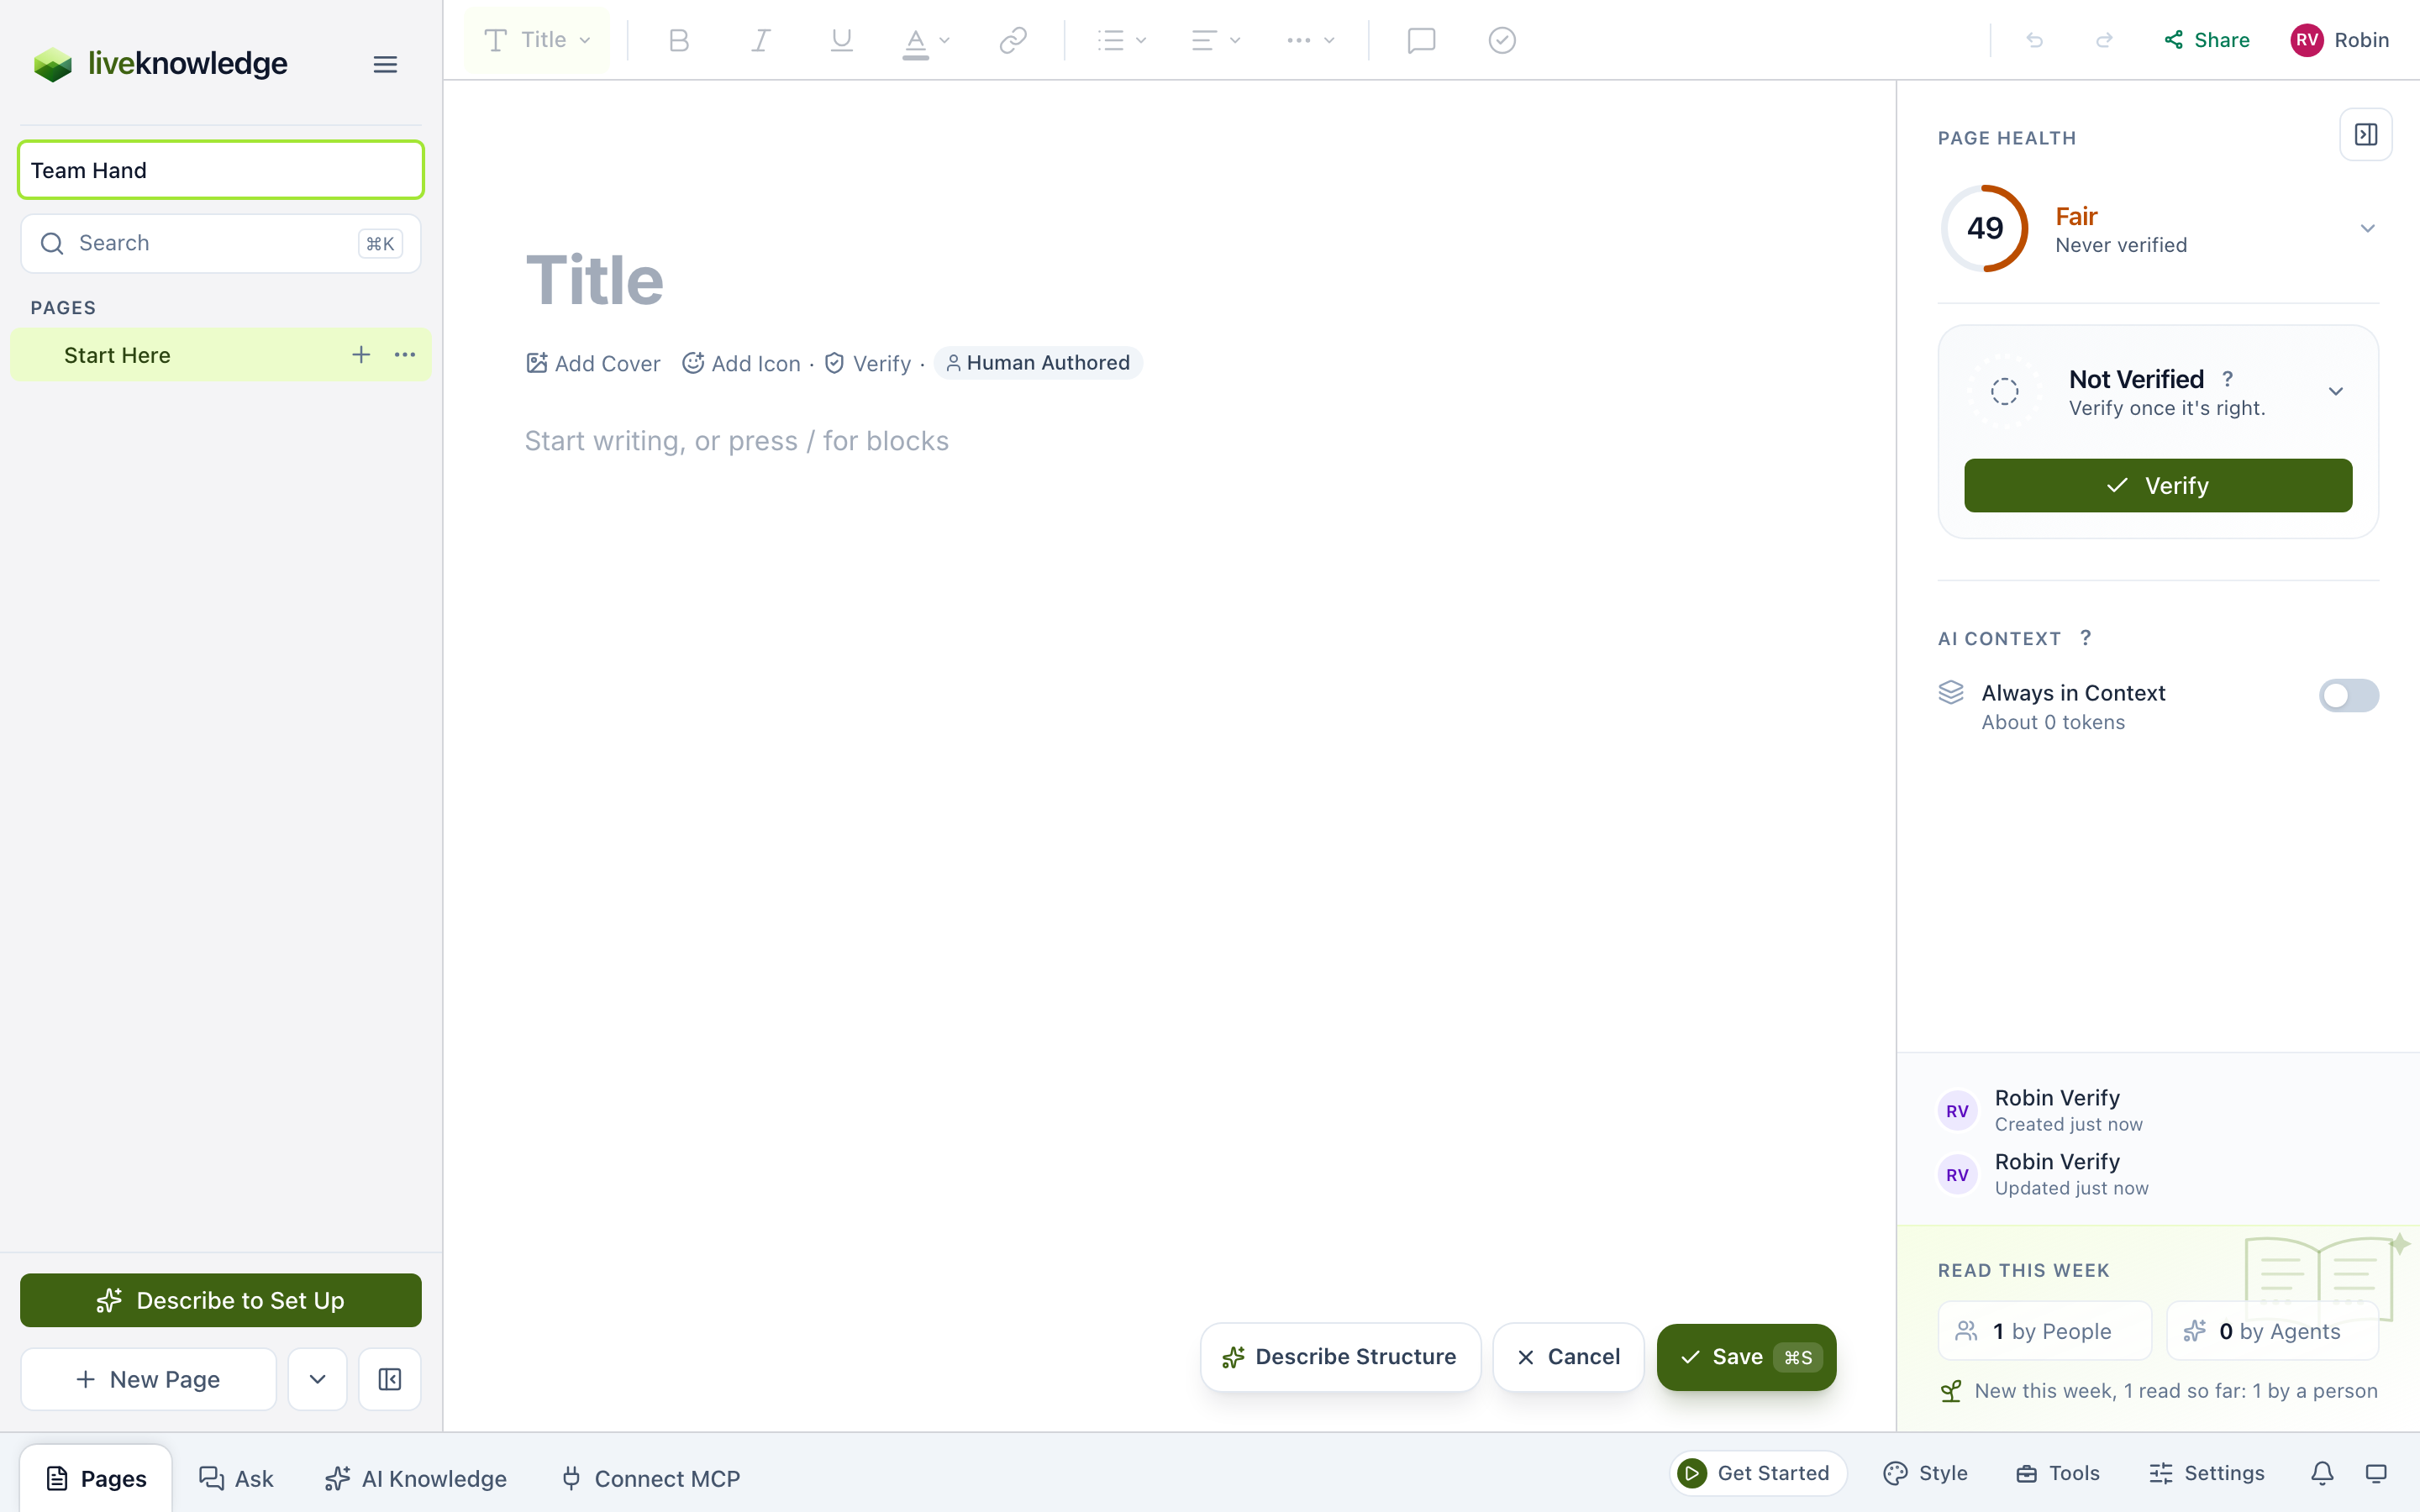 liveknowledge
Team Hand
Search ⌘K
PAGES
Start Here
Describe to Set Up
New Page
Title
Share
RV Robin
Title
Add Cover Add Icon · Verify · Human Authored
Start writing, or press / for blocks
Describe Structure
Cancel
Save ⌘S
PAGE HEALTH
49
Fair
Never verified
Not Verified ?
Verify once it's right.
Verify
AI CONTEXT ?
Always in Context
About 0 tokens
RV
Robin Verify
Created just now
RV
Robin Verify
Updated just now
READ THIS WEEK
1 by People
0 by Agents
New this week, 1 read so far: 1 by a person
Pages
Ask
AI Knowledge
Connect MCP
Get Started
Style
Tools
Settings